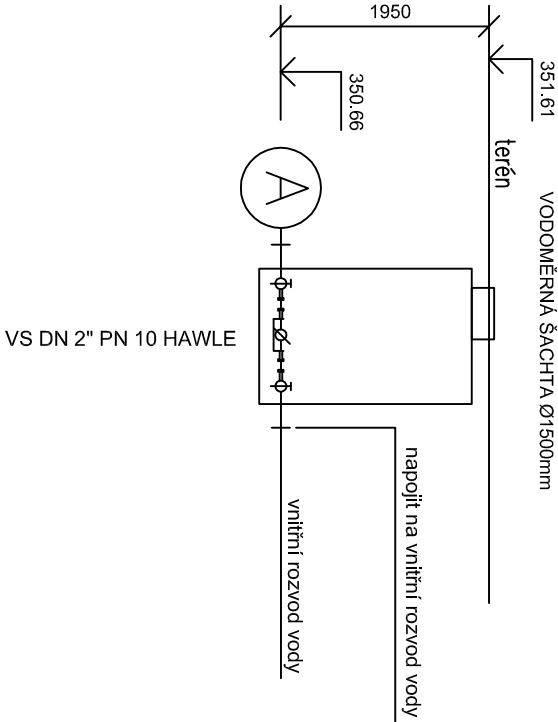 1950
351.61
350.66
terén
VODOMĚRNÁ ŠACHTA Ø1500mm
A
VS DN 2" PN 10 HAWLE
napojit na vnitřní rozvod vody
vnitřní rozvod vody